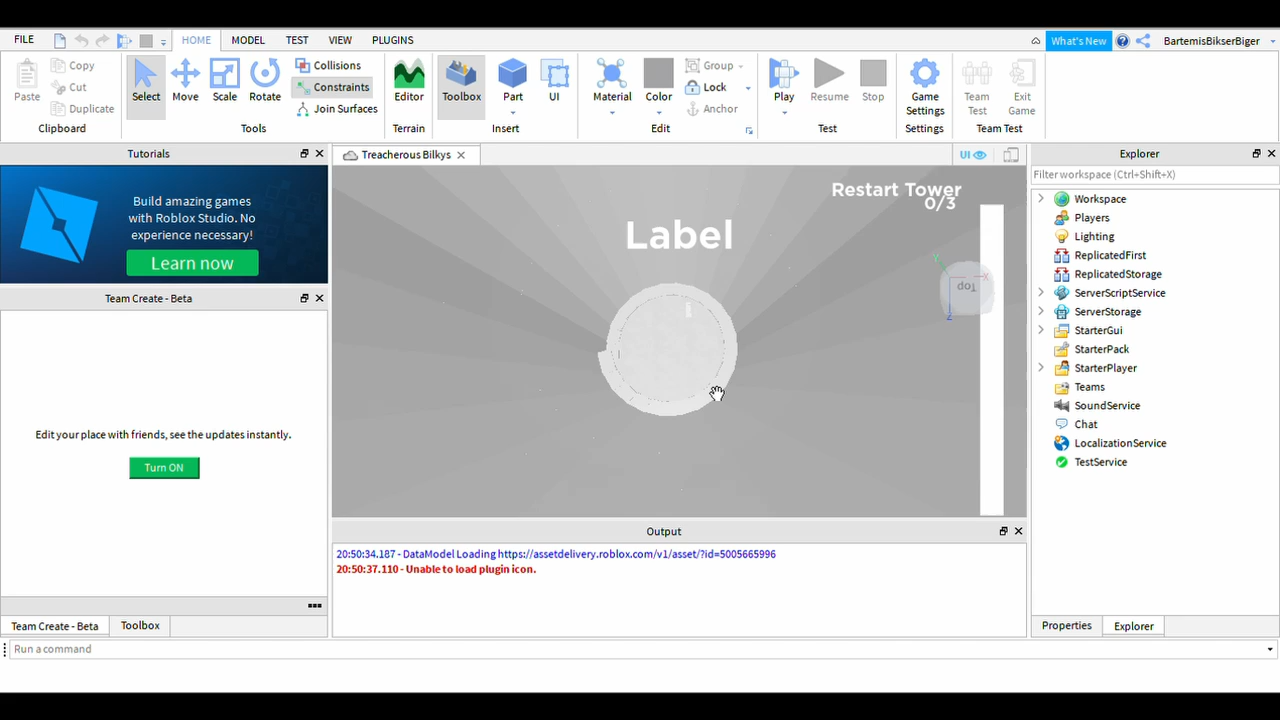 FILE HOME MODEL TEST VIEW PLUGINS What's New BartemisBikserBiger
Paste Copy Cut Duplicate
Clipboard
Select Move Scale Rotate Collisions Constraints Join Surfaces
Tools
Editor
Terrain
Toolbox Part UI
Insert
Material Color Group Lock Anchor
Edit
Play Resume Stop
Test
Game
Settings
Settings
Team
Test
Exit
Game
Team Test
Tutorials
Build amazing games
with Roblox Studio. No
experience necessary!
Learn now
Team Create - Beta
Edit your place with friends, see the updates instantly.
Turn ON
Team Create - Beta Toolbox
Treacherous Bilkys
UI
Restart Tower
0/3
Label
Y
X
Top
Z
Output
20:50:34.187 - DataModel Loading https://assetdelivery.roblox.com/v1/asset/?id=5005665996
20:50:37.110 - Unable to load plugin icon.
Explorer
Filter workspace (Ctrl+Shift+X)
Workspace
Players
Lighting
ReplicatedFirst
ReplicatedStorage
ServerScriptService
ServerStorage
StarterGui
StarterPack
StarterPlayer
Teams
SoundService
Chat
LocalizationService
TestService
Properties Explorer
Run a command